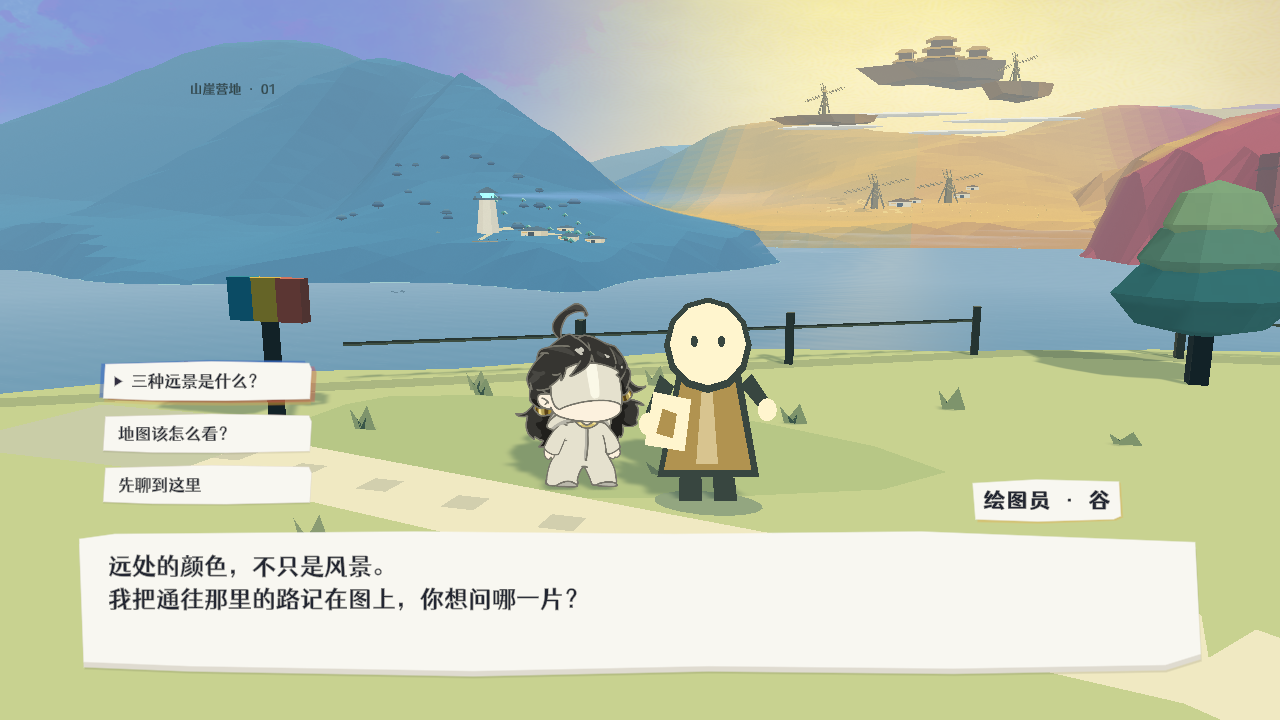 山崖营地 · 01
三种远景是什么？
地图该怎么看？
先聊到这里
绘图员 · 谷
远处的颜色，不只是风景。
我把通往那里的路记在图上，你想问哪一片？